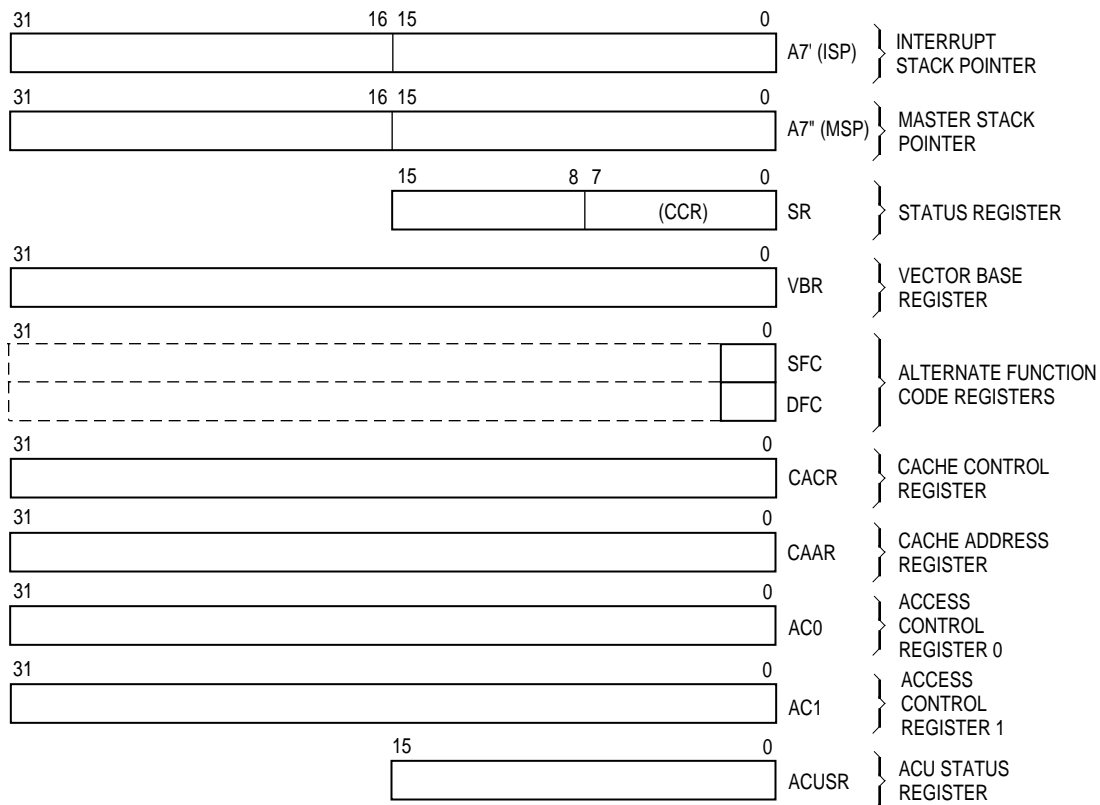 31 16 15 0
A7' (ISP) INTERRUPT
STACK POINTER
31 16 15 0
A7" (MSP) MASTER STACK
POINTER
15 8 7 0
(CCR) SR STATUS REGISTER
31 0
VBR VECTOR BASE
REGISTER
31 0
SFC
ALTERNATE FUNCTION
CODE REGISTERS
DFC
31 0
CACR CACHE CONTROL
REGISTER
31 0
CAAR CACHE ADDRESS
REGISTER
31 0
AC0 ACCESS
CONTROL
REGISTER 0
31 0
AC1 ACCESS
CONTROL
REGISTER 1
15 0
ACUSR ACU STATUS
REGISTER